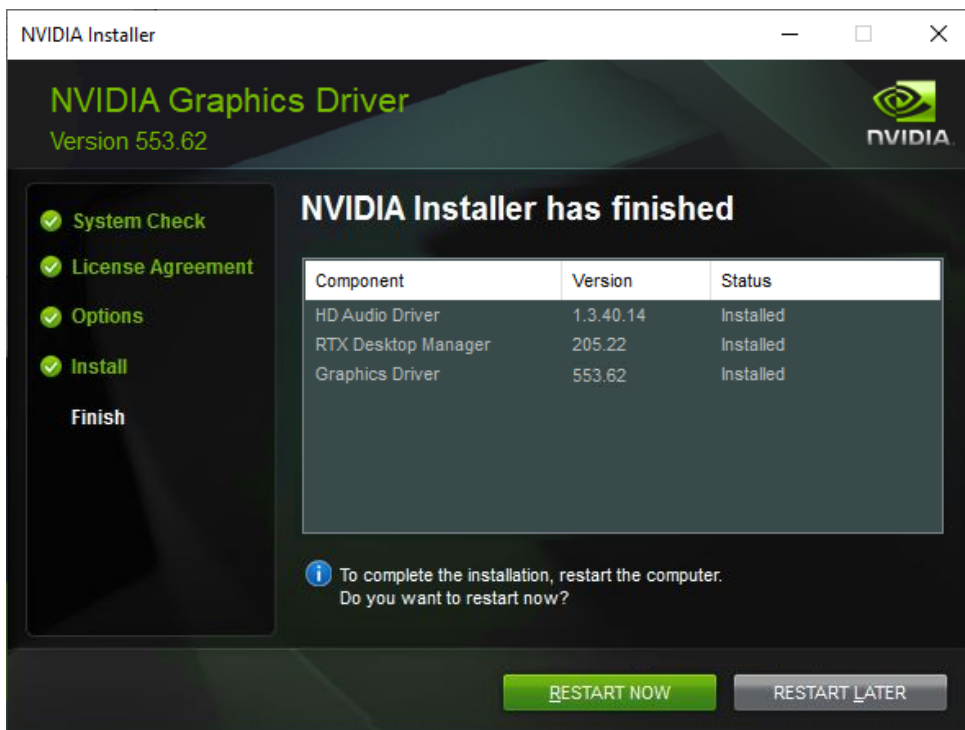 NVIDIA Installer
NVIDIA Graphics Driver
Version 553.62
NVIDIA.
System Check
License Agreement
Options
Install
Finish
NVIDIA Installer has finished
Component Version Status
HD Audio Driver 1.3.40.14 Installed
RTX Desktop Manager 205.22 Installed
Graphics Driver 553.62 Installed
To complete the installation, restart the computer.
Do you want to restart now?
RESTART NOW
RESTART LATER